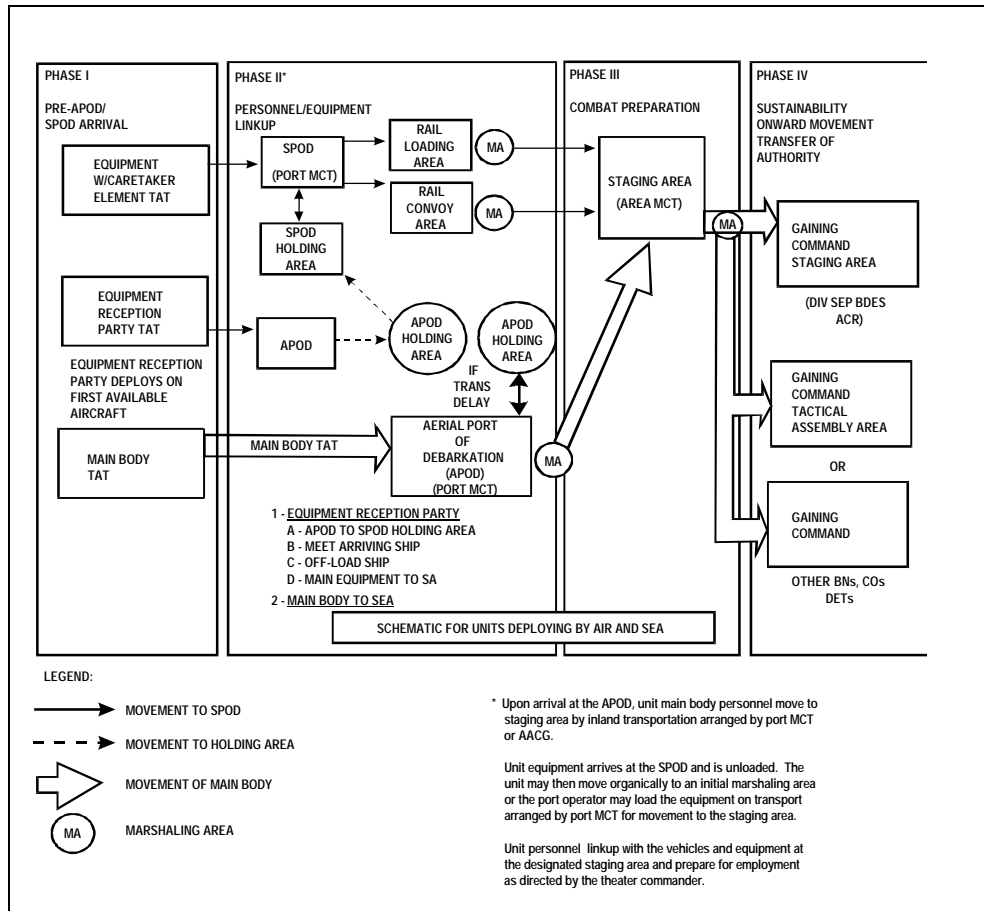 PHASE I
PRE-APOD/
SPOD ARRIVAL
EQUIPMENT
W/CARETAKER
ELEMENT TAT
EQUIPMENT
RECEPTION
PARTY TAT
EQUIPMENT RECEPTION
PARTY DEPLOYS ON
FIRST AVAILABLE
AIRCRAFT
MAIN BODY
TAT
PHASE II*
PERSONNEL/EQUIPMENT
LINKUP
SPOD
(PORT MCT)
RAIL
LOADING
AREA
MA
RAIL
CONVOY
AREA
MA
SPOD
HOLDING
AREA
APOD
APOD
HOLDING
AREA
APOD
HOLDING
AREA
IF
TRANS
DELAY
MAIN BODY TAT
AERIAL PORT
OF
DEBARKATION
(APOD)
(PORT MCT)
MA
1 - EQUIPMENT RECEPTION PARTY
A - APOD TO SPOD HOLDING AREA
B - MEET ARRIVING SHIP
C - OFF-LOAD SHIP
D - MAIN EQUIPMENT TO SA
2 - MAIN BODY TO SEA
SCHEMATIC FOR UNITS DEPLOYING BY AIR AND SEA
PHASE III
COMBAT PREPARATION
STAGING AREA
(AREA MCT)
MA
PHASE IV
SUSTAINABILITY
ONWARD MOVEMENT
TRANSFER OF
AUTHORITY
GAINING
COMMAND
STAGING AREA
(DIV SEP BDES
ACR)
GAINING
COMMAND
TACTICAL
ASSEMBLY AREA
OR
GAINING
COMMAND
OTHER BNs, COs
DETs
LEGEND:
MOVEMENT TO SPOD
MOVEMENT TO HOLDING AREA
MOVEMENT OF MAIN BODY
MA
MARSHALING AREA
* Upon arrival at the APOD, unit main body personnel move to
staging area by inland transportation arranged by port MCT
or AACG.
Unit equipment arrives at the SPOD and is unloaded. The
unit may then move organically to an initial marshaling area
or the port operator may load the equipment on transport
arranged by port MCT for movement to the staging area.
Unit personnel linkup with the vehicles and equipment at
the designated staging area and prepare for employment
as directed by the theater commander.